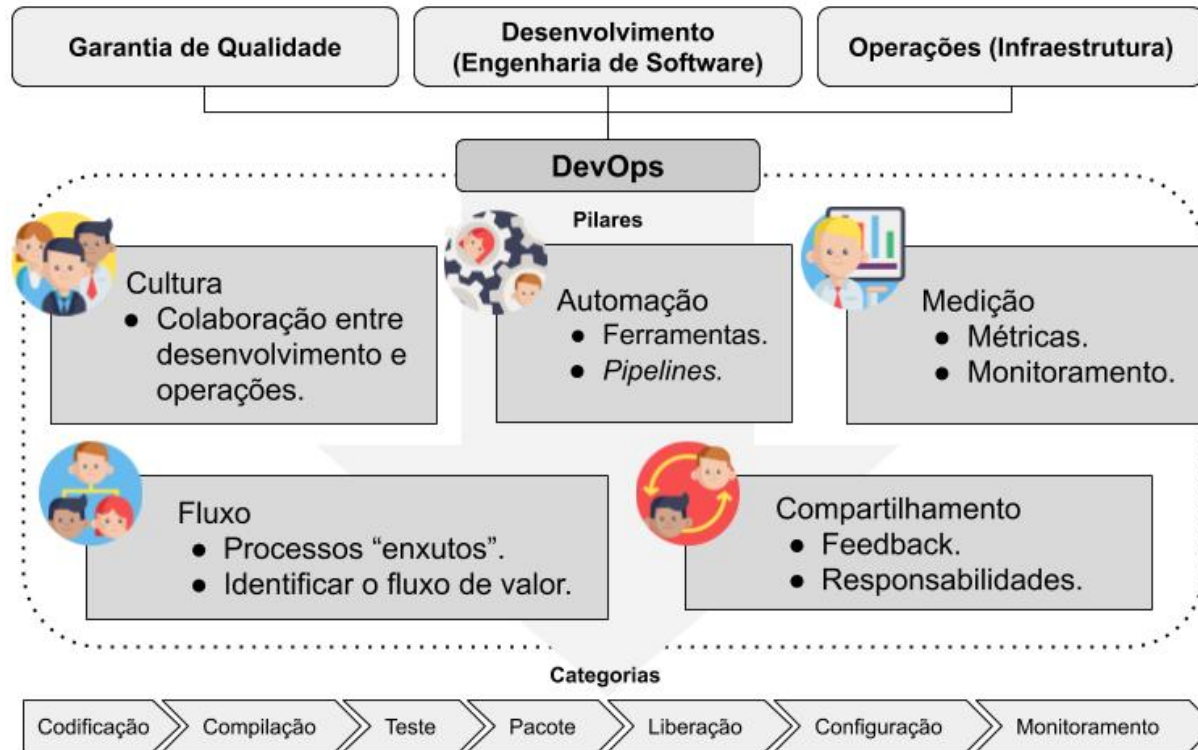 Garantia de Qualidade
Desenvolvimento
(Engenharia de Software)
Operações (Infraestrutura)
DevOps
Pilares
Cultura
● Colaboração entre
desenvolvimento e
operações.
Automação
● Ferramentas.
● Pipelines.
Medição
● Métricas.
● Monitoramento.
Fluxo
● Processos “enxutos”.
● Identificar o fluxo de valor.
Compartilhamento
● Feedback.
● Responsabilidades.
Categorias
Codificação
Compilação
Teste
Pacote
Liberação
Configuração
Monitoramento